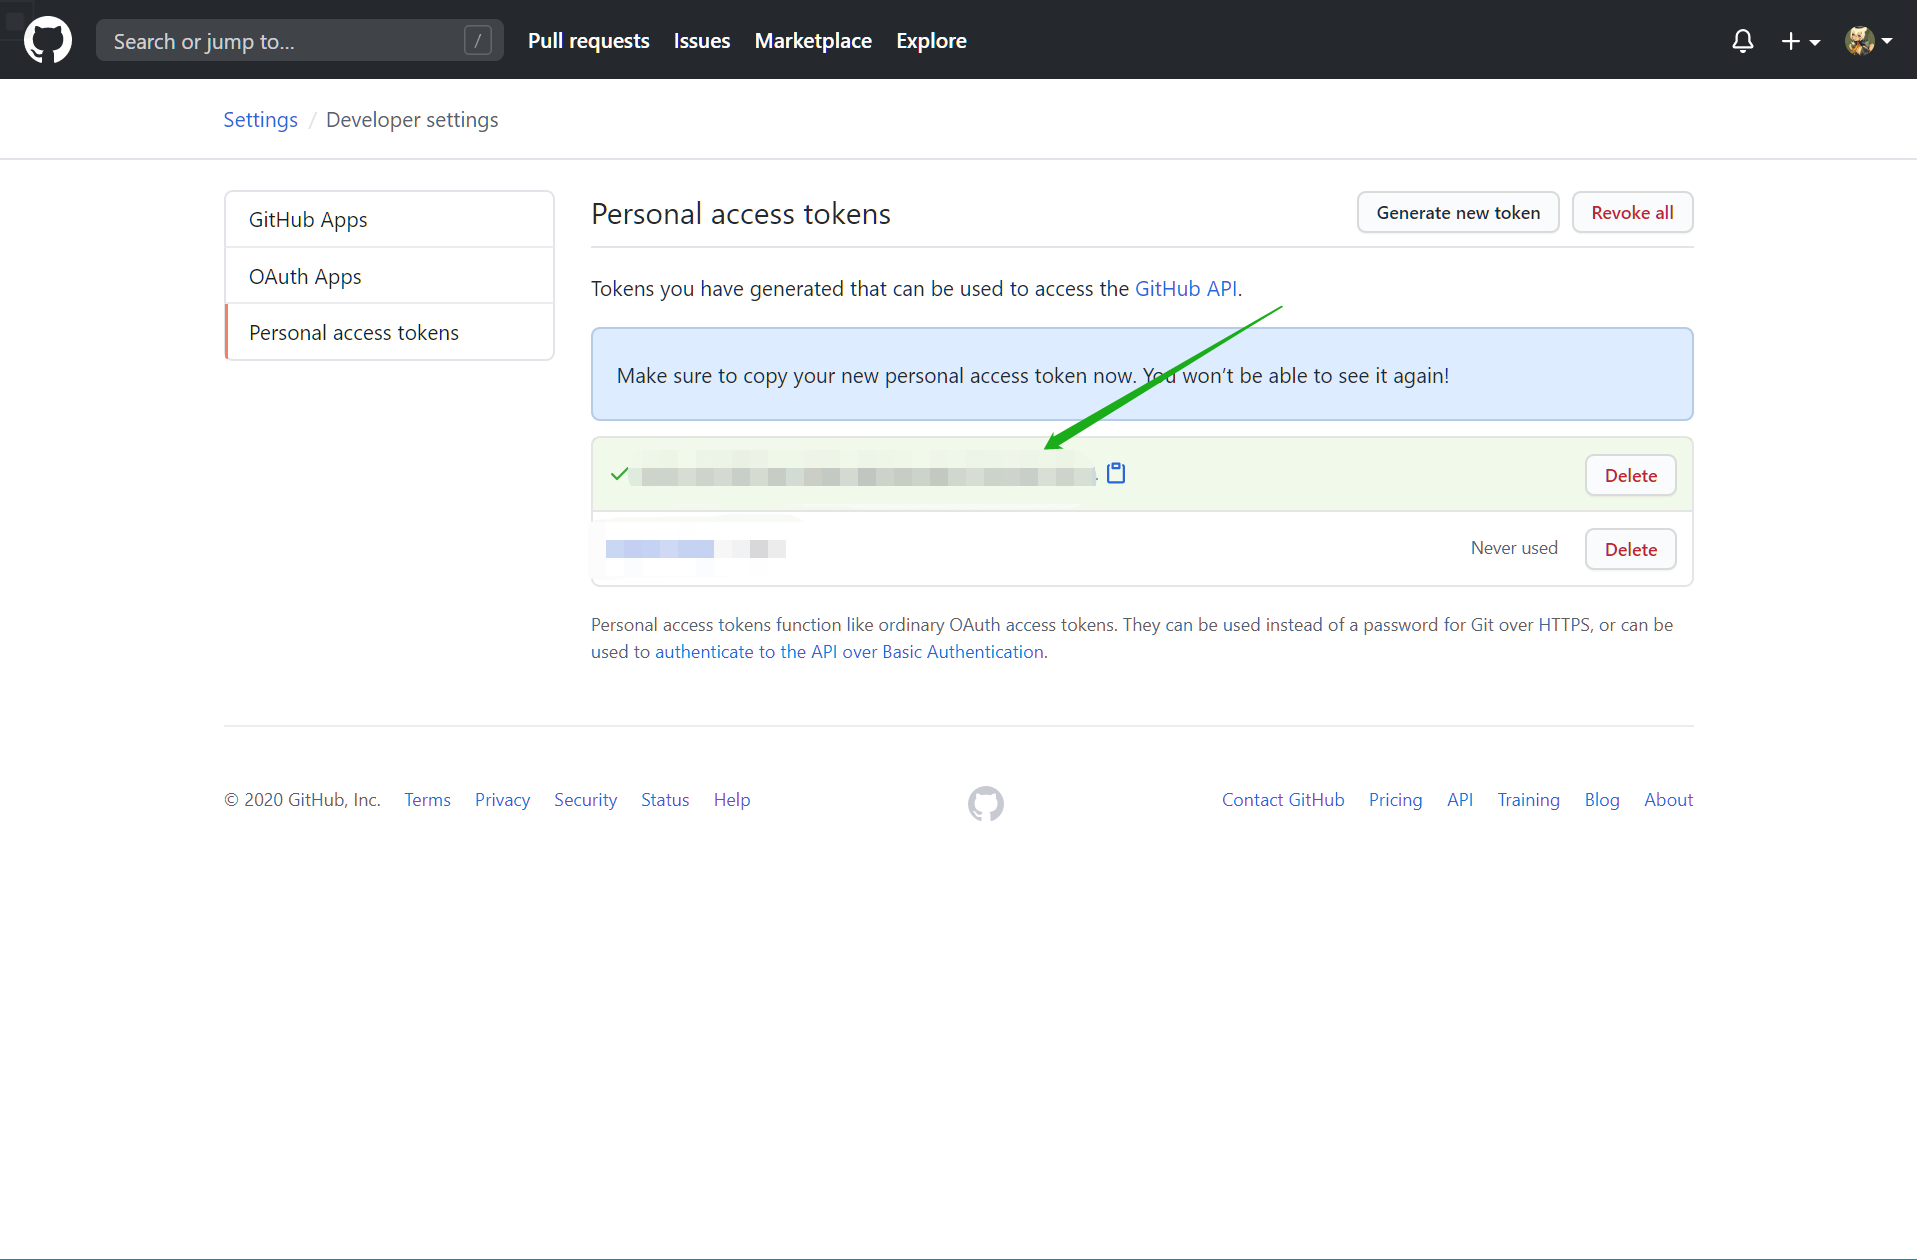 Search or jump to... / Pull requests Issues Marketplace Explore
Settings / Developer settings
GitHub Apps
OAuth Apps
Personal access tokens
Personal access tokens
Generate new token Revoke all
Tokens you have generated that can be used to access the GitHub API.
Make sure to copy your new personal access token now. You won’t be able to see it again!
Delete
Never used Delete
Personal access tokens function like ordinary OAuth access tokens. They can be used instead of a password for Git over HTTPS, or can be
used to authenticate to the API over Basic Authentication.
© 2020 GitHub, Inc. Terms Privacy Security Status Help Contact GitHub Pricing API Training Blog About